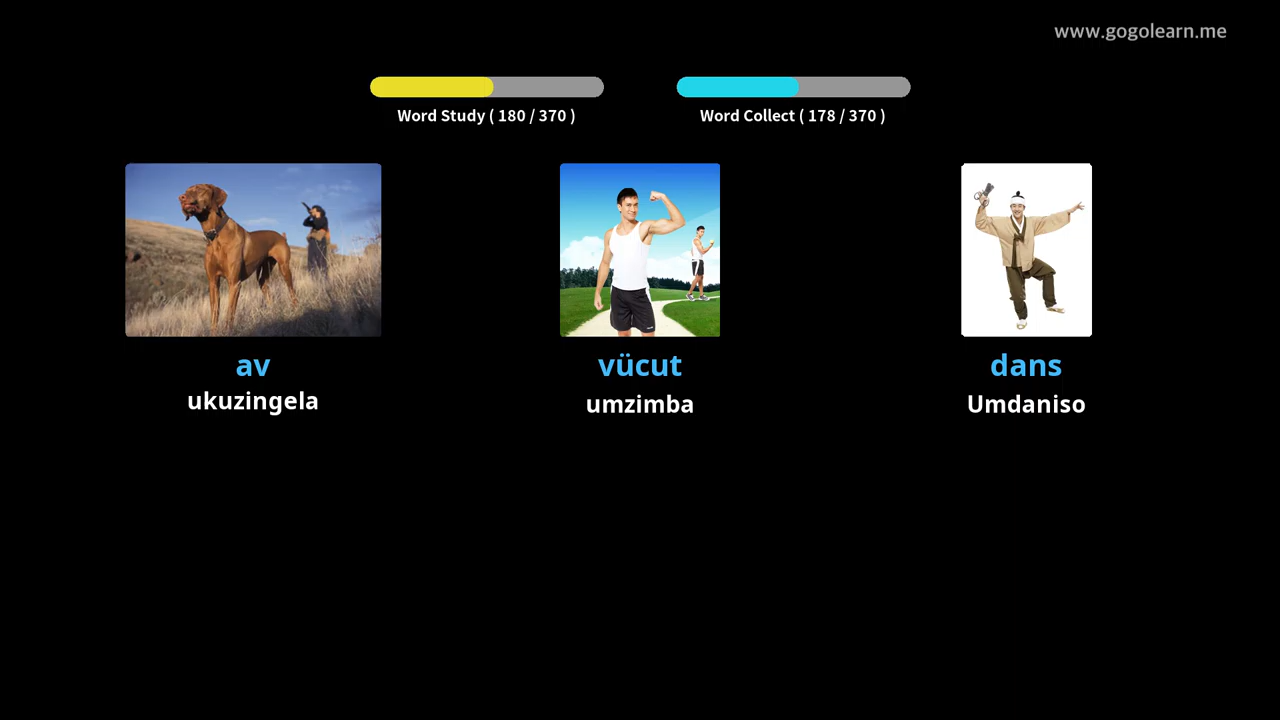 www.gogolearn.me
Word Study ( 180 / 370 )
Word Collect ( 178 / 370 )
av
vücut
dans
ukuzingela
umzimba
Umdaniso